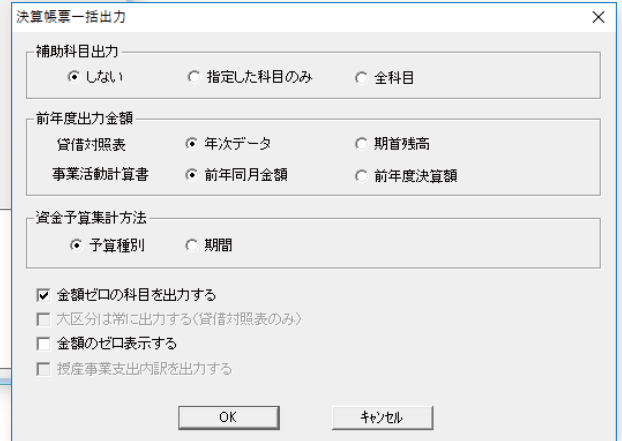 決算帳票一括出力
補助科目出力
しない 指定した科目のみ 全科目
前年度出力金額
貸借対照表 年次データ 期首残高
事業活動計算書 前年同月金額 前年度決算額
資金予算集計方法
予算種別 期間
金額ゼロの科目を出力する
大区分は常に出力する(貸借対照表のみ)
金額のゼロ表示する
授産事業支出内訳を出力する
OK キャンセル